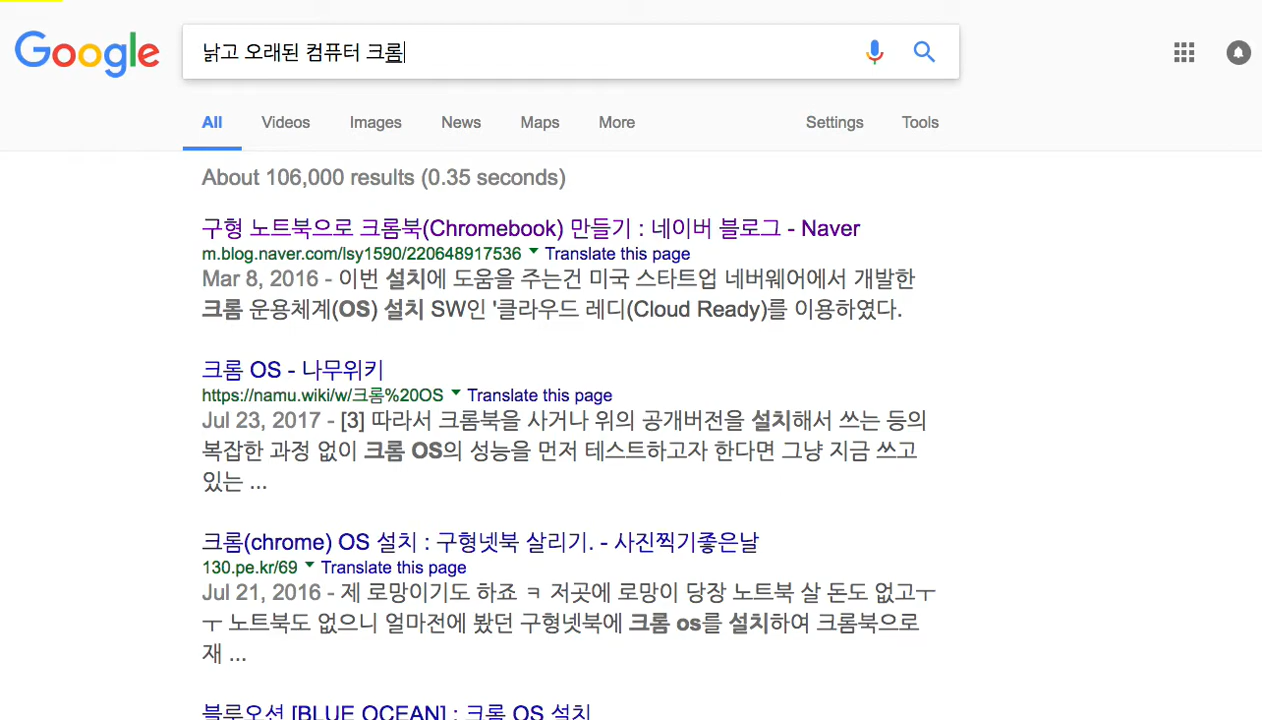 Google
낡고 오래된 컴퓨터 크롬
All Videos Images News Maps More Settings Tools
About 106,000 results (0.35 seconds)
구형 노트북으로 크롬북(Chromebook) 만들기 : 네이버 블로그 - Naver
m.blog.naver.com/lsy1590/220648917536 Translate this page
Mar 8, 2016 - 이번 설치에 도움을 주는건 미국 스타트업 네버웨어에서 개발한
크롬 운용체계(OS) 설치 SW인 '클라우드 레디(Cloud Ready)를 이용하였다.
크롬 OS - 나무위키
https://namu.wiki/w/크롬%20OS Translate this page
Jul 23, 2017 - [3] 따라서 크롬북을 사거나 위의 공개버전을 설치해서 쓰는 등의
복잡한 과정 없이 크롬 OS의 성능을 먼저 테스트하고자 한다면 그냥 지금 쓰고
있는 ...
크롬(chrome) OS 설치 : 구형넷북 살리기. - 사진찍기좋은날
130.pe.kr/69 Translate this page
Jul 21, 2016 - 제 로망이기도 하죠 ㅋ 저곳에 로망이 당장 노트북 살 돈도 없고ㅜ
ㅜ 노트북도 없으니 얼마전에 봤던 구형넷북에 크롬 os를 설치하여 크롬북으로
재 ...
블루오션 [BLUE OCEAN] : 크롬 OS 설치